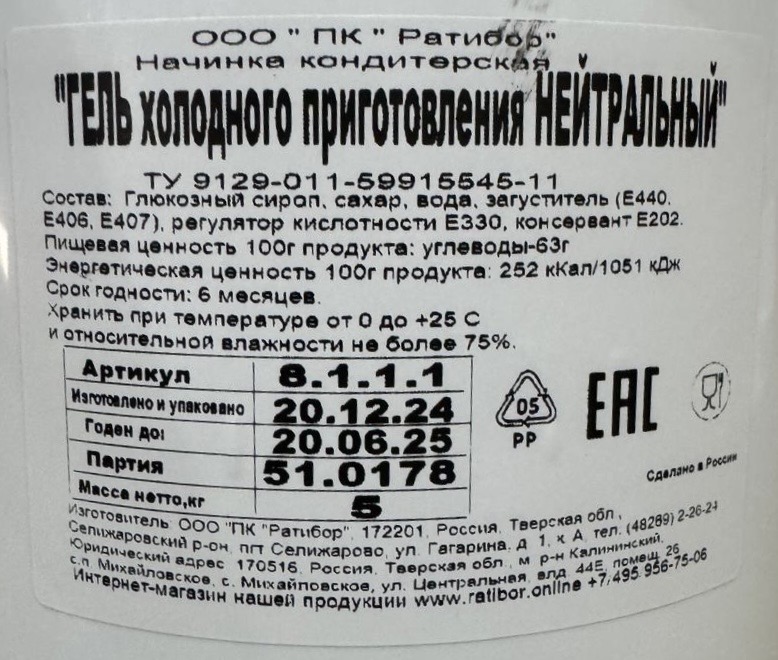 ООО " ПК " Ратибор"
Начинка кондитерская
"ГЕЛЬ холодного приготовления НЕЙТРАЛЬНЫЙ"
ТУ 9129-011-59915545-11
Состав: Глюкозный сироп, сахар, вода, загуститель (Е440,
Е406, Е407), регулятор кислотности Е330, консервант Е202.
Пищевая ценность 100г продукта: углеводы-63г
Энергетическая ценность 100г продукта: 252 кКал/1051 кДж
Срок годности: 6 месяцев.
Хранить при температуре от 0 до +25 С
и относительной влажности не более 75%.
Артикул 8.1.1.1
Изготовлено и упаковано 20.12.24
Годен до: 20.06.25
Партия 51.0178
Масса нетто,кг 5
05
PP
EAC
Сделано в России
Изготовитель: ООО "ПК "Ратибор", 172201, Россия, Тверская обл.,
Селижаровский р-он, пгт Селижарово, ул. Гагарина, д 1, к А, тел. (48269) 2-26-24
Юридический адрес 170516, Россия, Тверская обл., м р-н Калининский,
с.п. Михайловское, с. Михайловское, ул. Центральная, влд 44Е, помещ 26
Интернет-магазин нашей продукции www.ratibor.online +7 495 956-75-06